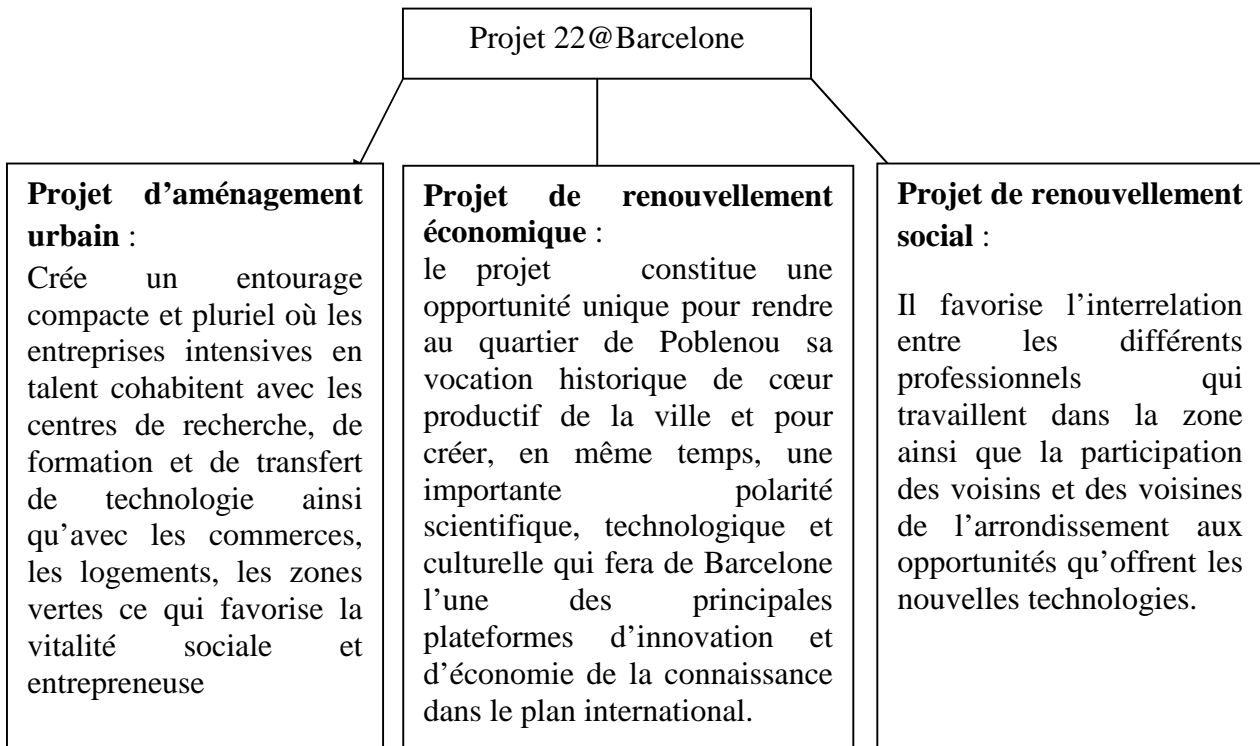 Projet 22@Barcelone
Projet d’aménagement
urbain :
Crée un entourage
compacte et pluriel où les
entreprises intensives en
talent cohabitent avec les
centres de recherche, de
formation et de transfert
de technologie ainsi
qu’avec les commerces,
les logements, les zones
vertes ce qui favorise la
vitalité sociale et
entrepreneuse
Projet de renouvellement
économique :
le projet constitue une
opportunité unique pour rendre
au quartier de Poblenou sa
vocation historique de cœur
productif de la ville et pour
créer, en même temps, une
importante polarité
scientifique, technologique et
culturelle qui fera de Barcelone
l’une des principales
plateformes d’innovation et
d’économie de la connaissance
dans le plan international.
Projet de renouvellement
social :
Il favorise l’interrelation
entre les différents
professionnels qui
travaillent dans la zone
ainsi que la participation
des voisins et des voisines
de l’arrondissement aux
opportunités qu’offrent les
nouvelles technologies.